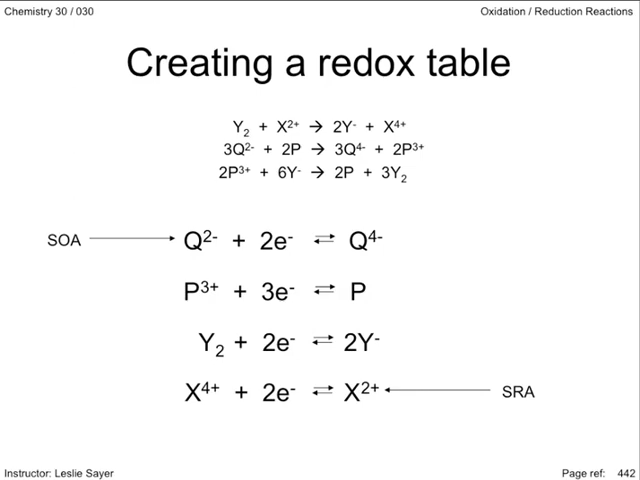 Chemistry 30 / 030 Oxidation / Reduction Reactions
Creating a redox table
Y₂ + X²⁺ → 2Y⁻ + X⁴⁺
3Q²⁻ + 2P → 3Q⁴⁻ + 2P³⁺
2P³⁺ + 6Y⁻ → 2P + 3Y₂
SOA → Q²⁻ + 2e⁻ ⇌ Q⁴⁻
P³⁺ + 3e⁻ ⇌ P
Y₂ + 2e⁻ ⇌ 2Y⁻
X⁴⁺ + 2e⁻ ⇌ X²⁺ ← SRA
Instructor: Leslie Sayer Page ref: 442